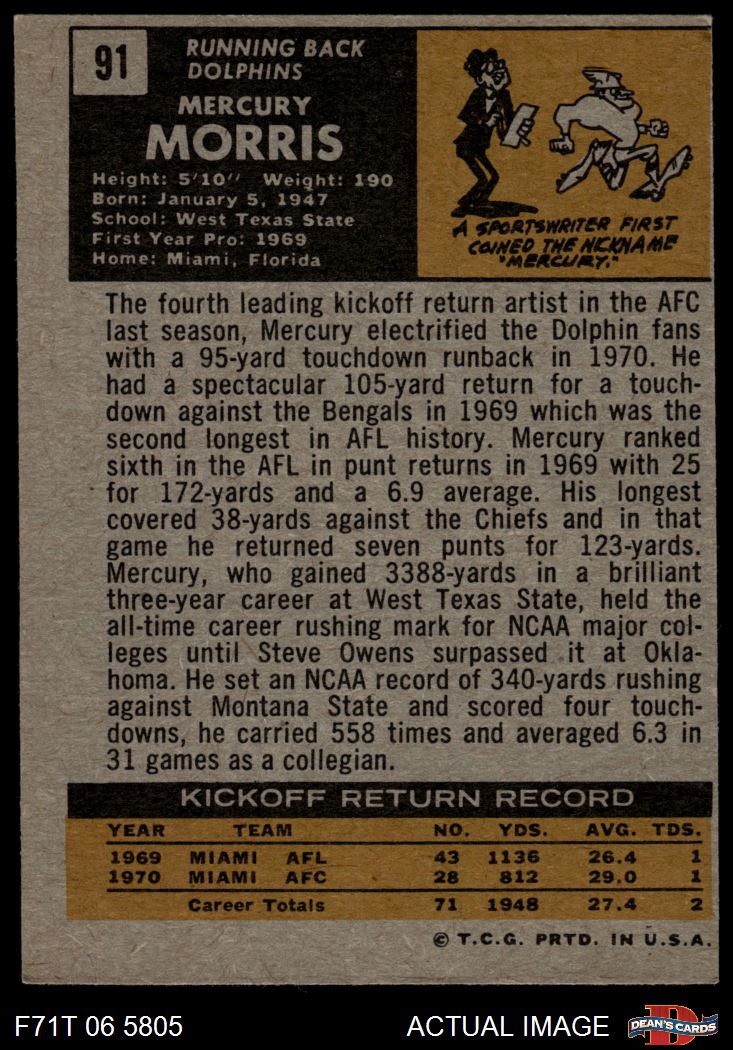 91
RUNNING BACK
DOLPHINS
MERCURY
MORRIS
Height: 5'10" Weight: 190
Born: January 5, 1947
School: West Texas State
First Year Pro: 1969
Home: Miami, Florida
A SPORTSWRITER FIRST
COINED THE NICKNAME
"MERCURY."
The fourth leading kickoff return artist in the AFC
last season, Mercury electrified the Dolphin fans
with a 95-yard touchdown runback in 1970. He
had a spectacular 105-yard return for a touch-
down against the Bengals in 1969 which was the
second longest in AFL history. Mercury ranked
sixth in the AFL in punt returns in 1969 with 25
for 172-yards and a 6.9 average. His longest
covered 38-yards against the Chiefs and in that
game he returned seven punts for 123-yards.
Mercury, who gained 3388-yards in a brilliant
three-year career at West Texas State, held the
all-time career rushing mark for NCAA major col-
leges until Steve Owens surpassed it at Okla-
homa. He set an NCAA record of 340-yards rushing
against Montana State and scored four touch-
downs, he carried 558 times and averaged 6.3 in
31 games as a collegian.
KICKOFF RETURN RECORD
YEAR TEAM NO. YDS. AVG. TDS.
1969 MIAMI AFL 43 1136 26.4 1
1970 MIAMI AFC 28 812 29.0 1
Career Totals 71 1948 27.4 2
© T.C.G. PRTD. IN U.S.A.
F71T 06 5805 ACTUAL IMAGE DEAN'S CARDS